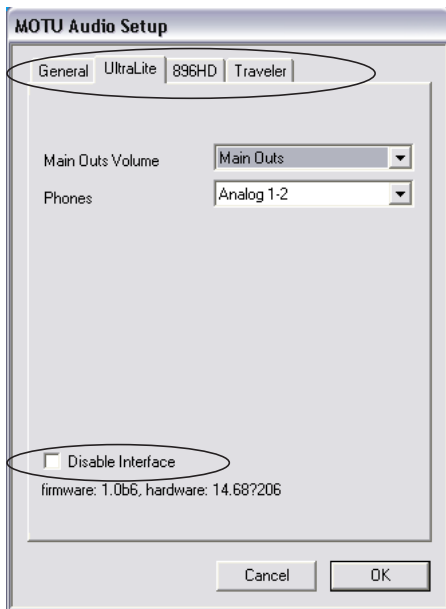 MOTU Audio Setup
General UltraLite 896HD Traveler
Main Outs Volume Main Outs
Phones Analog 1-2
Disable Interface
firmware: 1.0b6, hardware: 14.68?206
Cancel OK